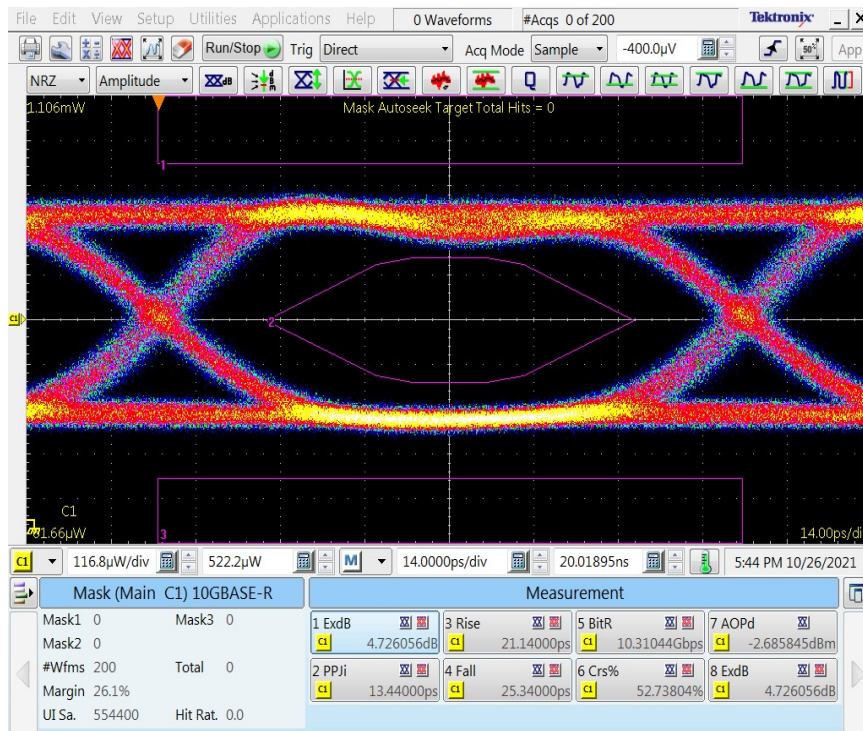 File Edit View Setup Utilities Applications Help 0 Waveforms #Acqs 0 of 200 Tektronix
Run/Stop Trig Direct Acq Mode Sample -400.0µV 50% App
NRZ Amplitude dB Q
1.106mW Mask Autoseek Target Total Hits = 0
1
C1 2
C1
61.66µW 3 14.00ps/di
C1 116.8µW/div 522.2µW M 14.0000ps/div 20.01895ns 5:44 PM 10/26/2021
Mask (Main C1) 10GBASE-R Measurement
Mask1 0 Mask3 0 1 ExdB 3 Rise 5 BitR 7 AOPd
Mask2 0 C1 4.726056dB C1 21.14000ps C1 10.31044Gbps C1 -2.685845dBm
#Wfms 200 Total 0 2 PPJi 4 Fall 6 Crs% 8 ExdB
Margin 26.1% C1 13.44000ps C1 25.34000ps C1 52.73804% C1 4.726056dB
UI Sa. 554400 Hit Rat. 0.0